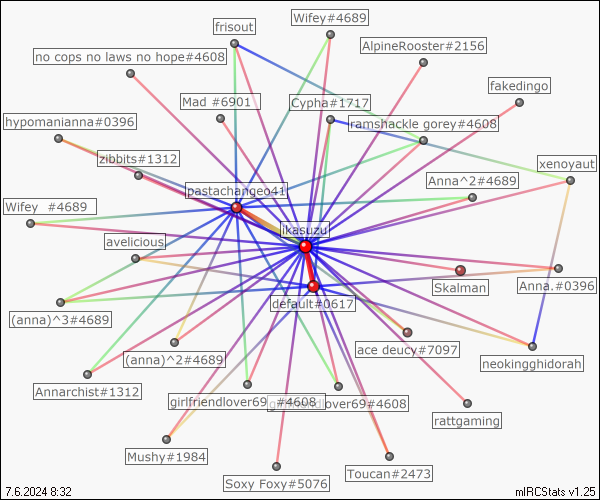 Wifey#4689
frisout
AlpineRooster#2156
no cops no laws no hope#4608
fakedingo
Mad #6901
Cypha#1717
hypomanianna#0396
ramshackle gorey#4608
zibbits#1312
xenoyaut
pastachangeo41
Anna^2#4689
Wifey #4689
ikasuzu
avelicious
Skalman
Anna.#0396
default#0617
(anna)^3#4689
ace deucy#7097
(anna)^2#4689
neokingghidorah
Annarchist#1312
girlfriendlover69 #4608
lover69#4608
rattgaming
Mushy#1984
Toucan#2473
Soxy Foxy#5076
7.6.2024 8:32
mIRCStats v1.25